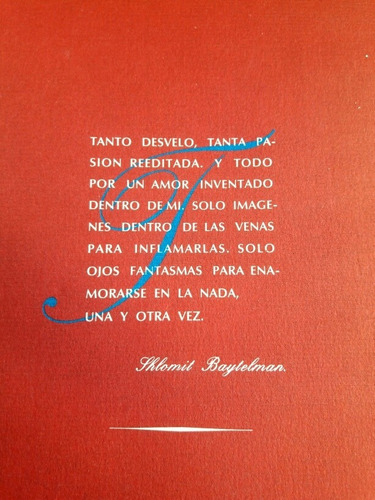 TANTO DESVELO, TANTA PA-
SION REEDITADA. Y TODO
POR UN AMOR INVENTADO
DENTRO DE MI. SOLO IMAGE-
NES DENTRO DE LAS VENAS
PARA INFLAMARLAS. SOLO
OJOS FANTASMAS PARA ENA-
MORARSE EN LA NADA,
UNA Y OTRA VEZ.
Shlomit Baytelman.